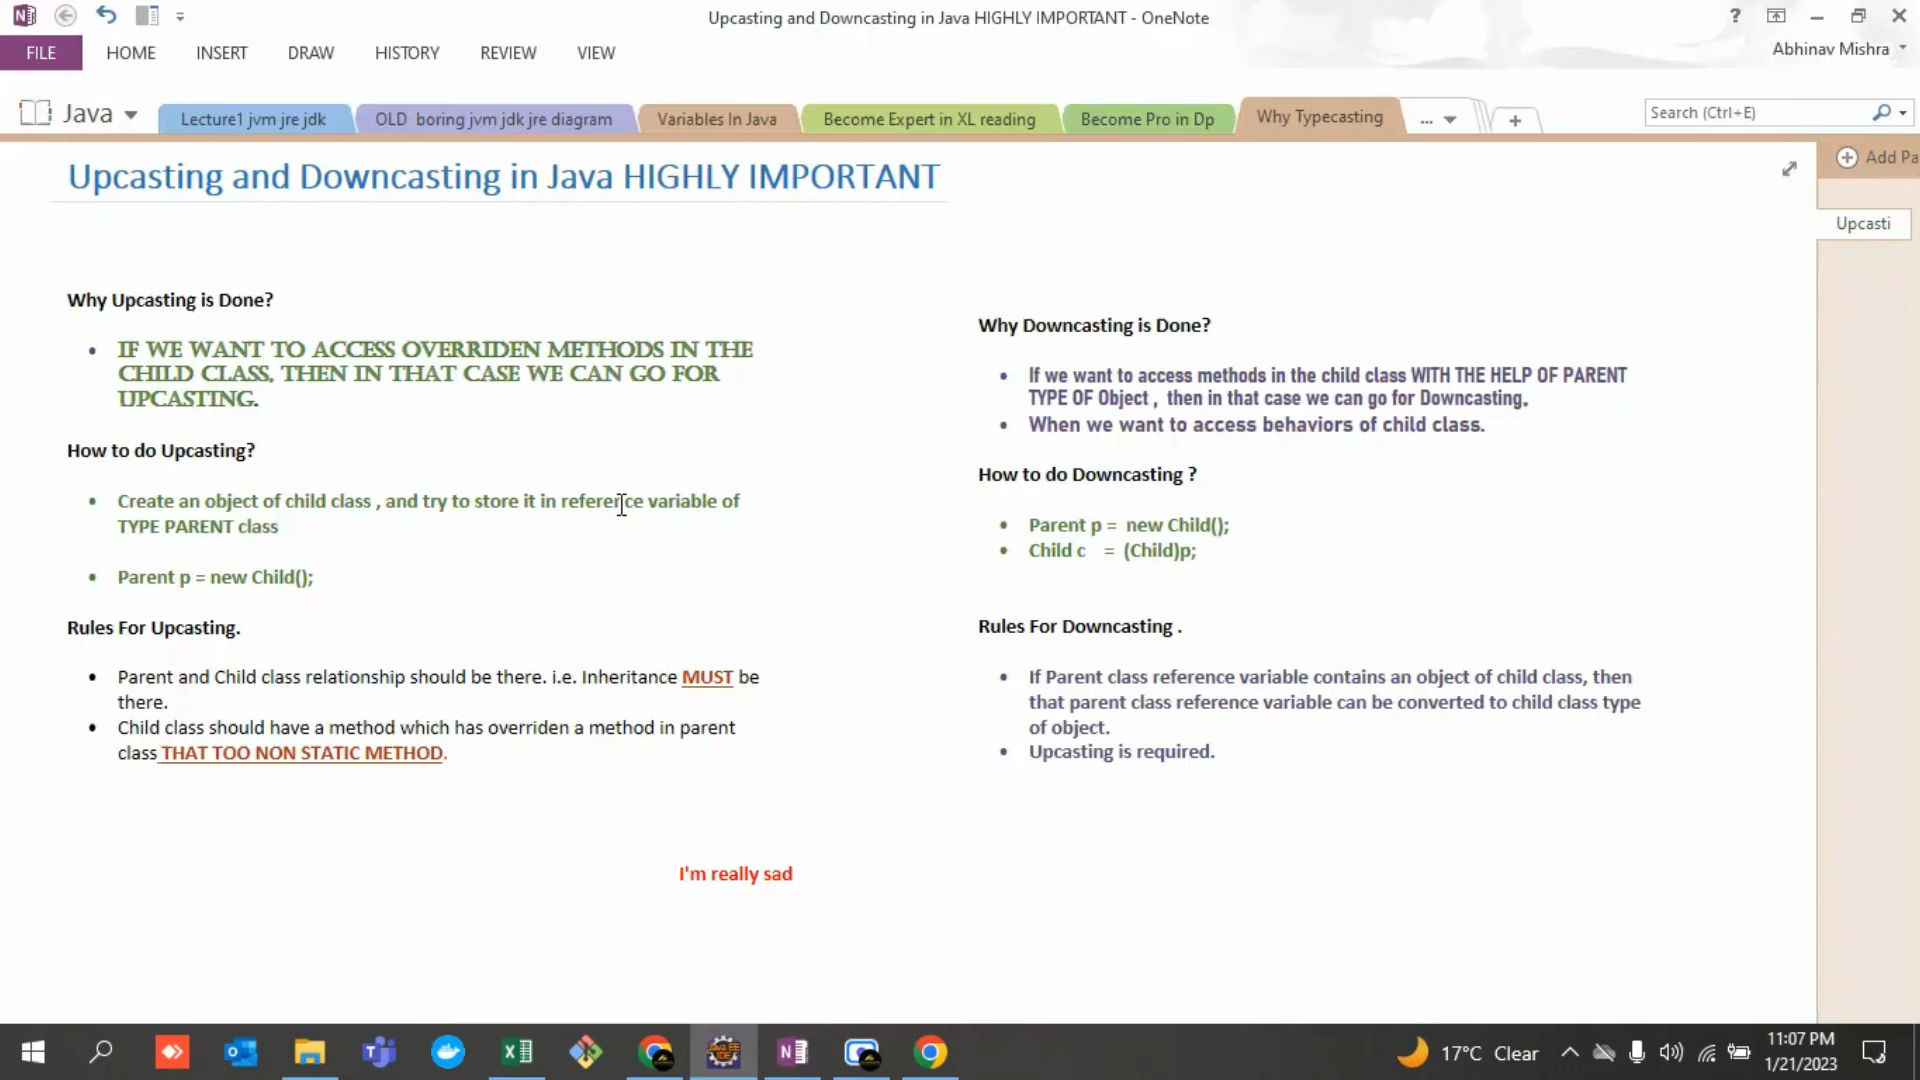 Upcasting and Downcasting in Java HIGHLY IMPORTANT - OneNote
?
FILE
HOME
INSERT
DRAW
HISTORY
REVIEW
VIEW
Abhinav Mishra
Java
Lecture1 jvm jre jdk
OLD boring jvm jdk jre diagram
Variables In Java
Become Expert in XL reading
Become Pro in Dp
Why Typecasting
...
Search (Ctrl+E)
Add Pa
Upcasti
Upcasting and Downcasting in Java HIGHLY IMPORTANT
Why Upcasting is Done?
IF WE WANT TO ACCESS OVERRIDEN METHODS IN THE
CHILD CLASS, THEN IN THAT CASE WE CAN GO FOR
UPCASTING.
How to do Upcasting?
Create an object of child class , and try to store it in reference variable of
TYPE PARENT class
Parent p = new Child();
Rules For Upcasting.
Parent and Child class relationship should be there. i.e. Inheritance MUST be
there.
Child class should have a method which has overriden a method in parent
class THAT TOO NON STATIC METHOD.
Why Downcasting is Done?
If we want to access methods in the child class WITH THE HELP OF PARENT
TYPE OF Object , then in that case we can go for Downcasting.
When we want to access behaviors of child class.
How to do Downcasting ?
Parent p = new Child();
Child c = (Child)p;
Rules For Downcasting .
If Parent class reference variable contains an object of child class, then
that parent class reference variable can be converted to child class type
of object.
Upcasting is required.
I'm really sad
17°C Clear
11:07 PM
1/21/2023